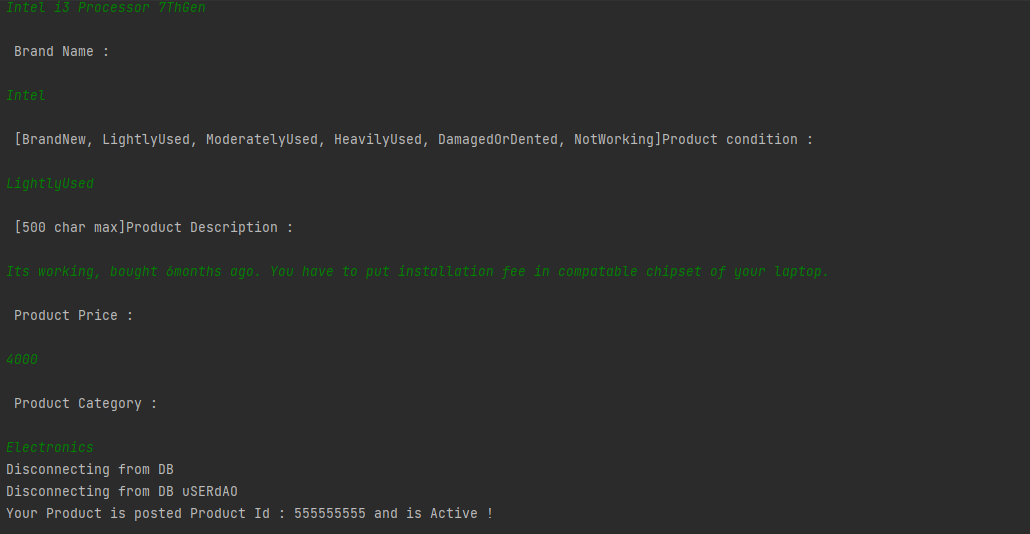 Intel i3 Processor 7ThGen
Brand Name :
Intel
[BrandNew, LightlyUsed, ModeratelyUsed, HeavilyUsed, DamagedOrDented, NotWorking]Product condition :
LightlyUsed
[500 char max]Product Description :
Its working, bought 6months ago. You have to put installation fee in compatable chipset of your laptop.
Product Price :
4000
Product Category :
Electronics
Disconnecting from DB
Disconnecting from DB uSERdAO
Your Product is posted Product Id : 555555555 and is Active !